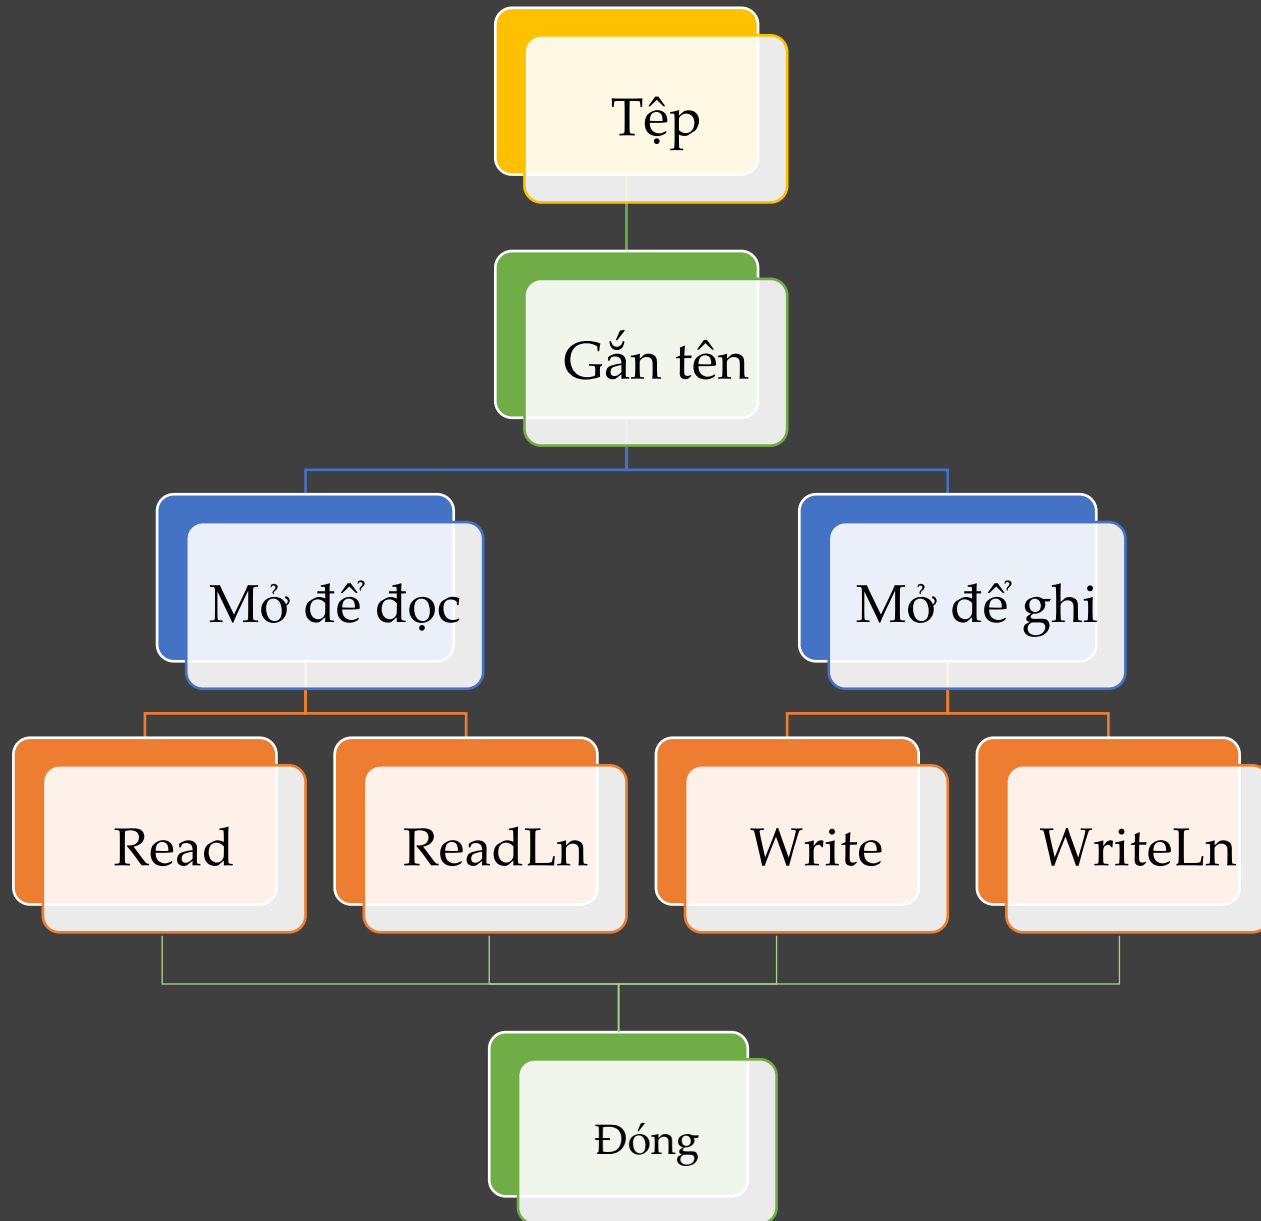 Tệp
Gắn tên
Mở để đọc
Mở để ghi
Read
ReadLn
Write
WriteLn
Đóng